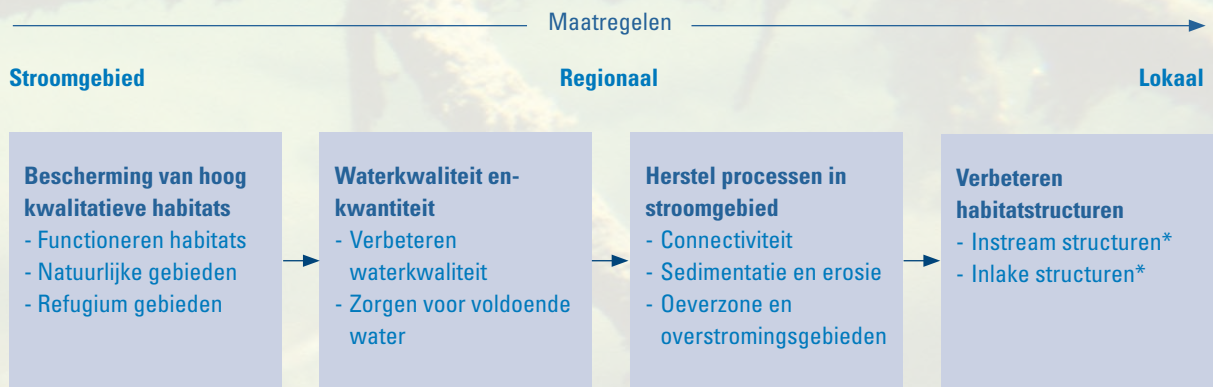 Maatregelen
Stroomgebied
Regionaal
Lokaal
Bescherming van hoog
kwalitatieve habitats
- Functioneren habitats
- Natuurlijke gebieden
- Refugium gebieden
Waterkwaliteit en-
kwantiteit
- Verbeteren
waterkwaliteit
- Zorgen voor voldoende
water
Herstel processen in
stroomgebied
- Connectiviteit
- Sedimentatie en erosie
- Oeverzone en
overstromingsgebieden
Verbeteren
habitatstructuren
- Instream structuren*
- Inlake structuren*